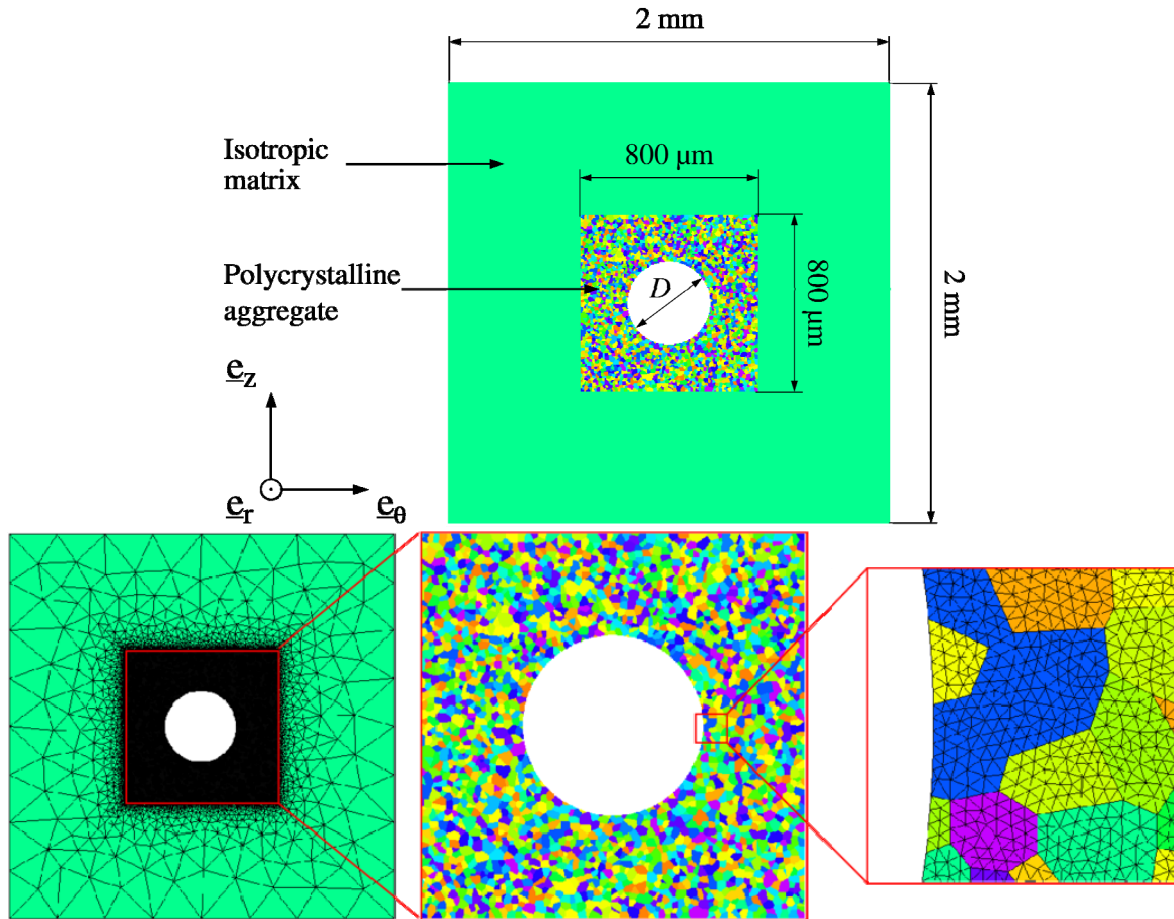 2 mm
Isotropic
matrix
800 μm
Polycrystalline
aggregate
D
800 μm
2 mm
e_z
e_r
e_θ